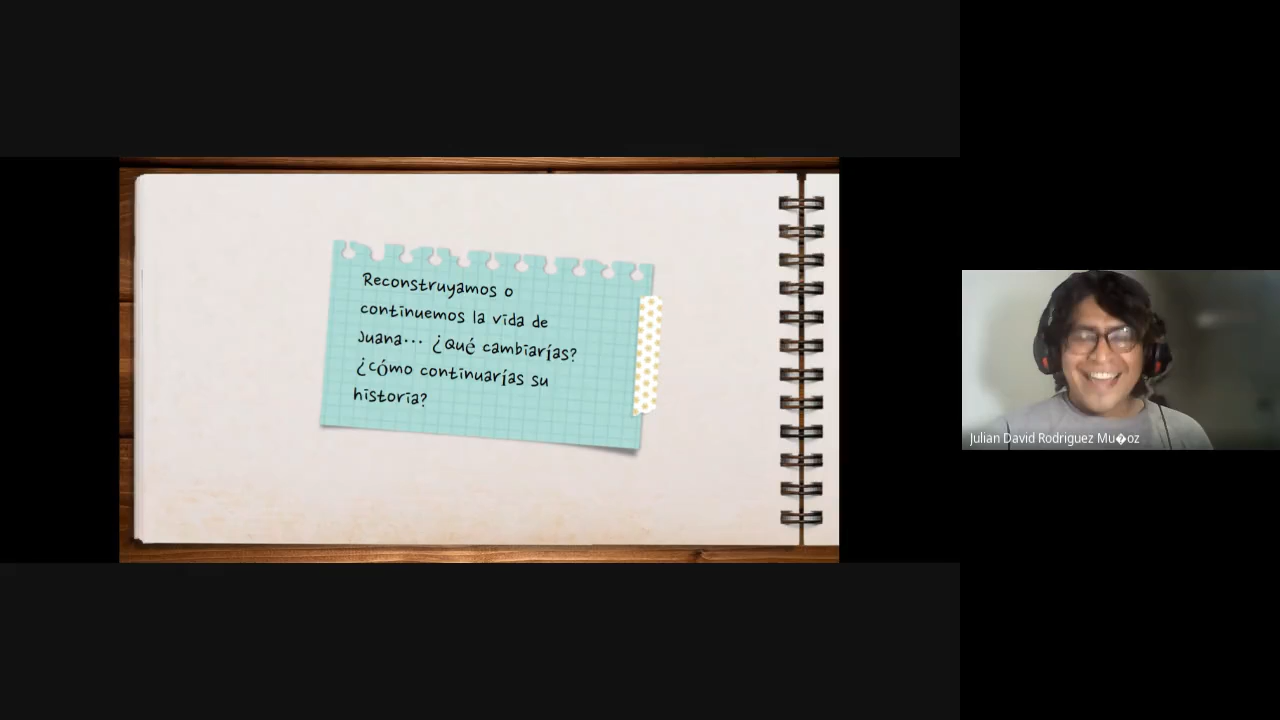 Reconstruyamos o
continuemos la vida de
Juana... ¿Qué cambiarías?
¿Cómo continuarías su
historia?
Julian David Rodriguez Mu�oz